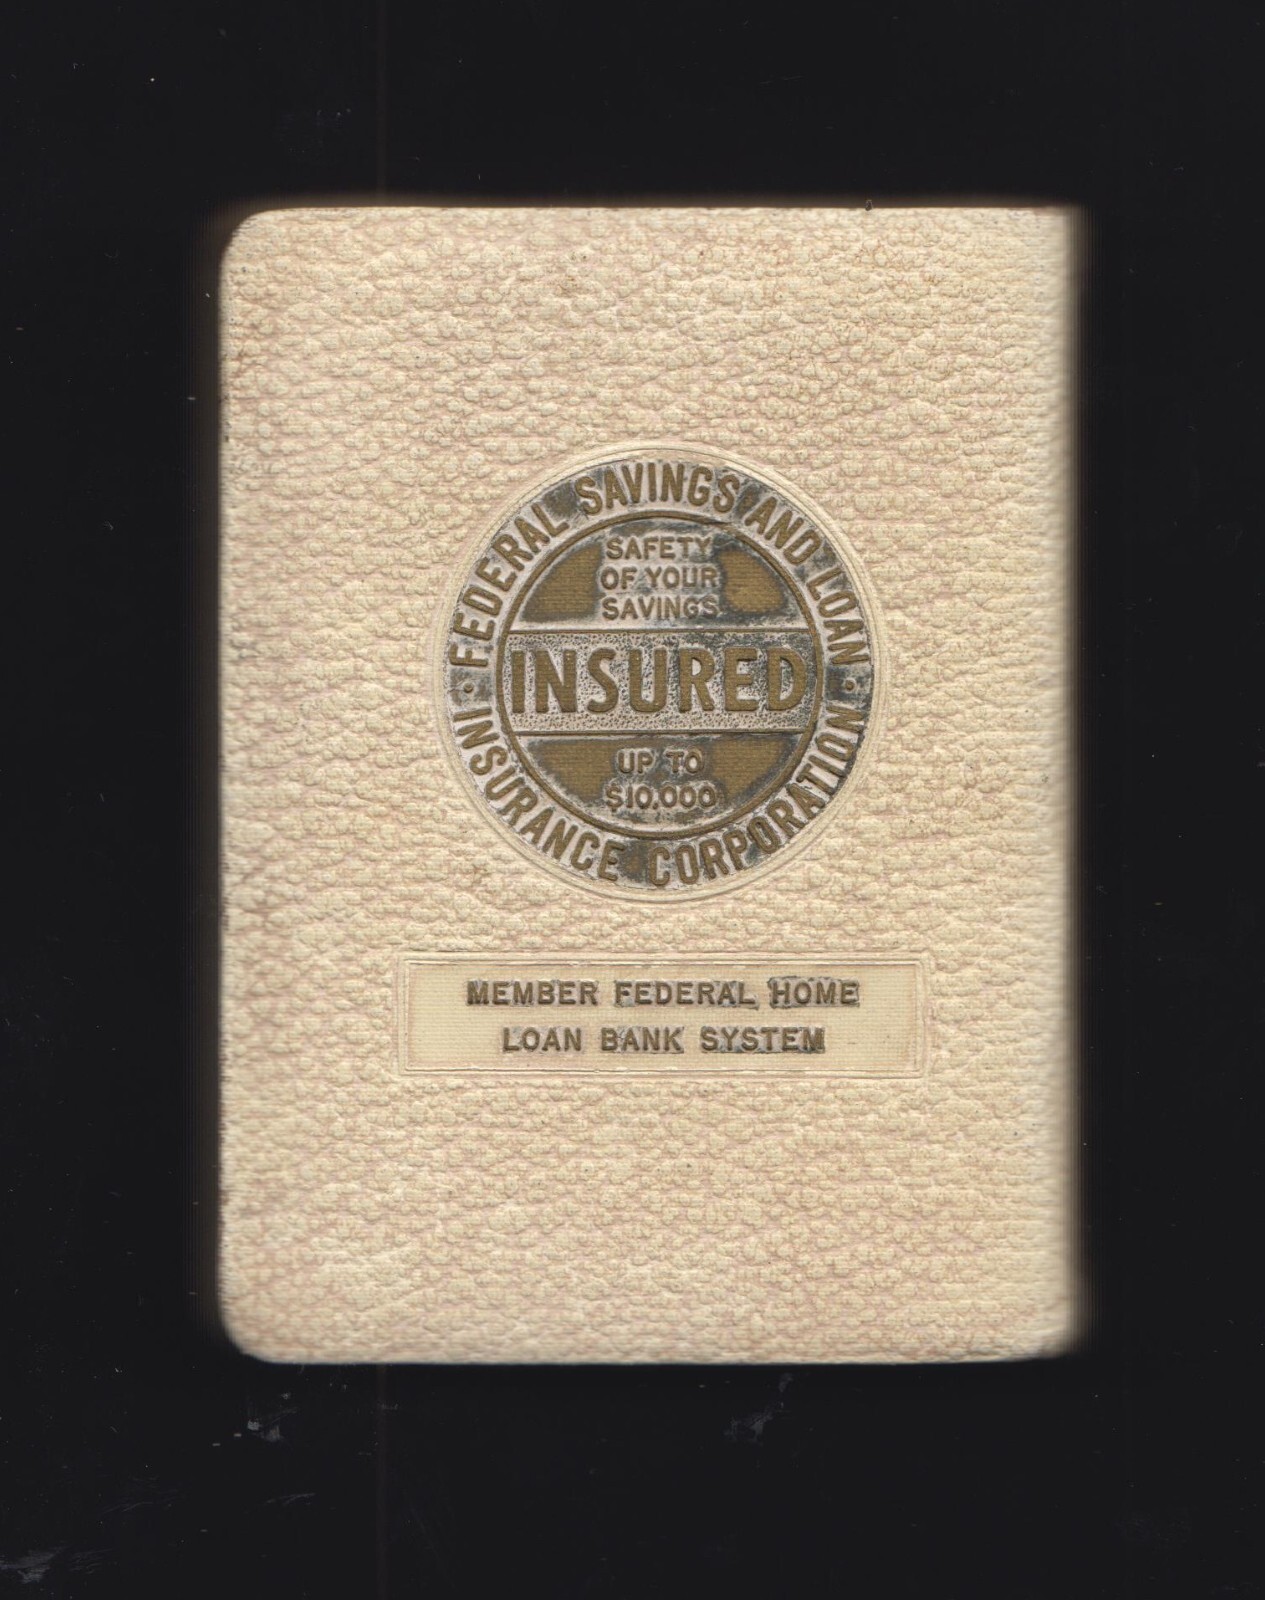 FEDERAL SAVINGS AND LOAN
SAFETY
OF YOUR
SAVINGS
INSURED
UP TO
$10,000
INSURANCE CORPORATION
MEMBER FEDERAL HOME
LOAN BANK SYSTEM